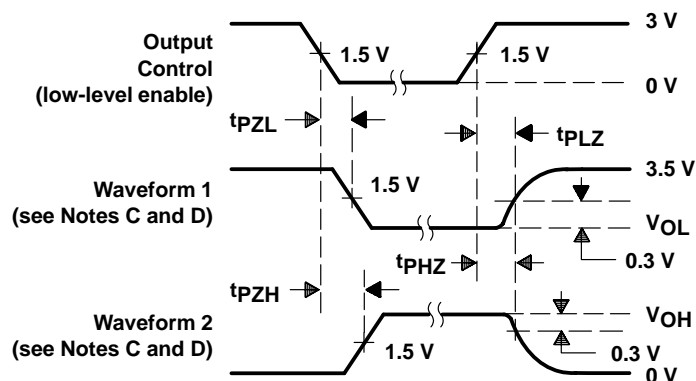 Output
Control
(low-level enable)
1.5 V
1.5 V
3 V
0 V
tPZL
tPLZ
Waveform 1
(see Notes C and D)
1.5 V
3.5 V
VOL
0.3 V
tPHZ
tPZH
Waveform 2
(see Notes C and D)
1.5 V
VOH
0.3 V
0 V